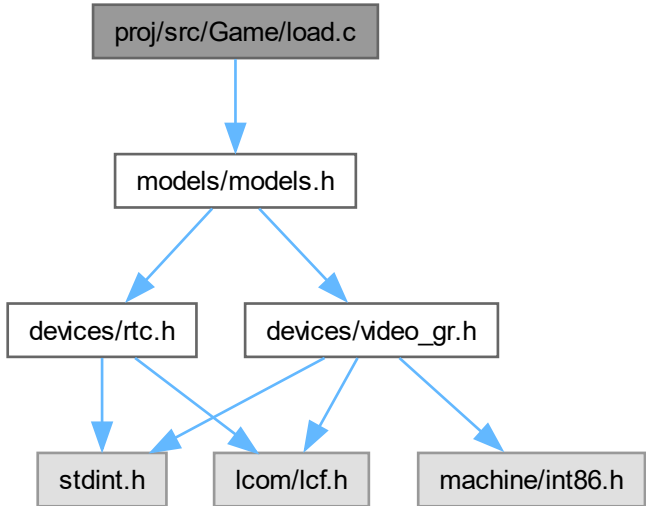 proj/src/Game/load.c
models/models.h
devices/rtc.h
devices/video_gr.h
stdint.h
lcom/lcf.h
machine/int86.h